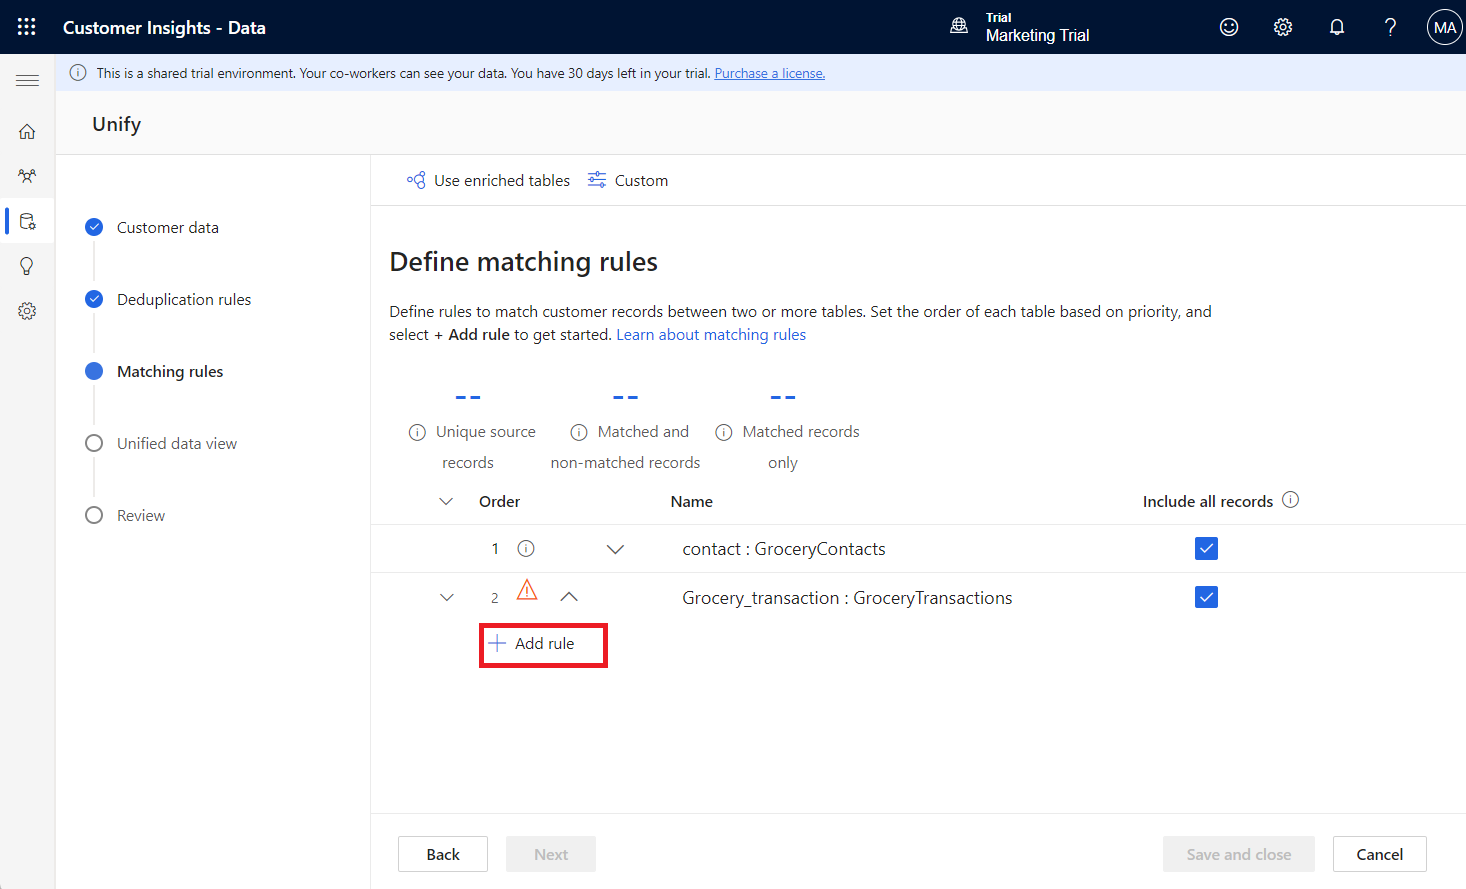 Customer Insights - Data
Trial
Marketing Trial
MA
This is a shared trial environment. Your co-workers can see your data. You have 30 days left in your trial. Purchase a license.
Unify
Customer data
Deduplication rules
Matching rules
Unified data view
Review
Use enriched tables
Custom
Define matching rules
Define rules to match customer records between two or more tables. Set the order of each table based on priority, and
select + Add rule to get started. Learn about matching rules
-- -- --
Unique source
records
Matched and
non-matched records
Matched records
only
Order Name Include all records
1 contact : GroceryContacts
2 Grocery_transaction : GroceryTransactions
+ Add rule
Back Next Save and close Cancel